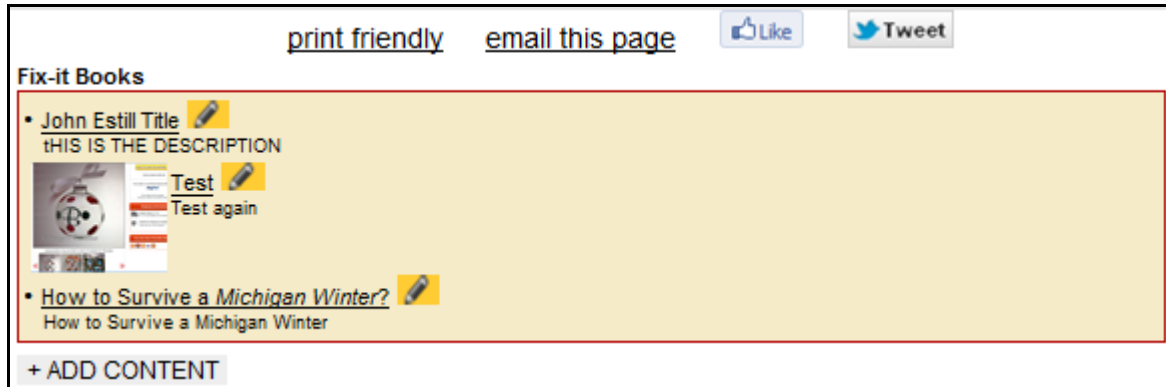 print friendly email this page Like Tweet
Fix-it Books
• John Estill Title
tHIS IS THE DESCRIPTION
Test
Test again
• How to Survive a Michigan Winter?
How to Survive a Michigan Winter
+ ADD CONTENT